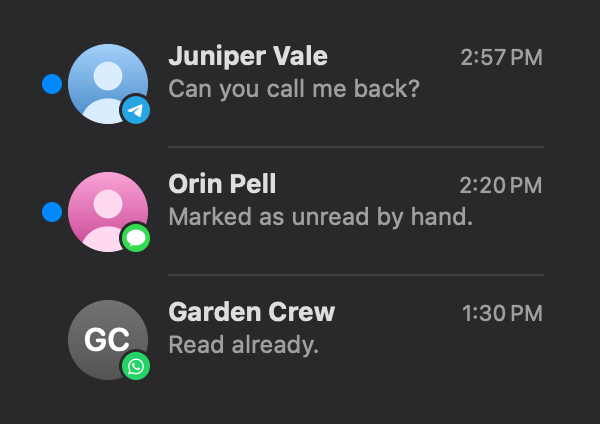 Juniper Vale 2:57 PM
Can you call me back?
Orin Pell 2:20 PM
Marked as unread by hand.
GC
Garden Crew 1:30 PM
Read already.